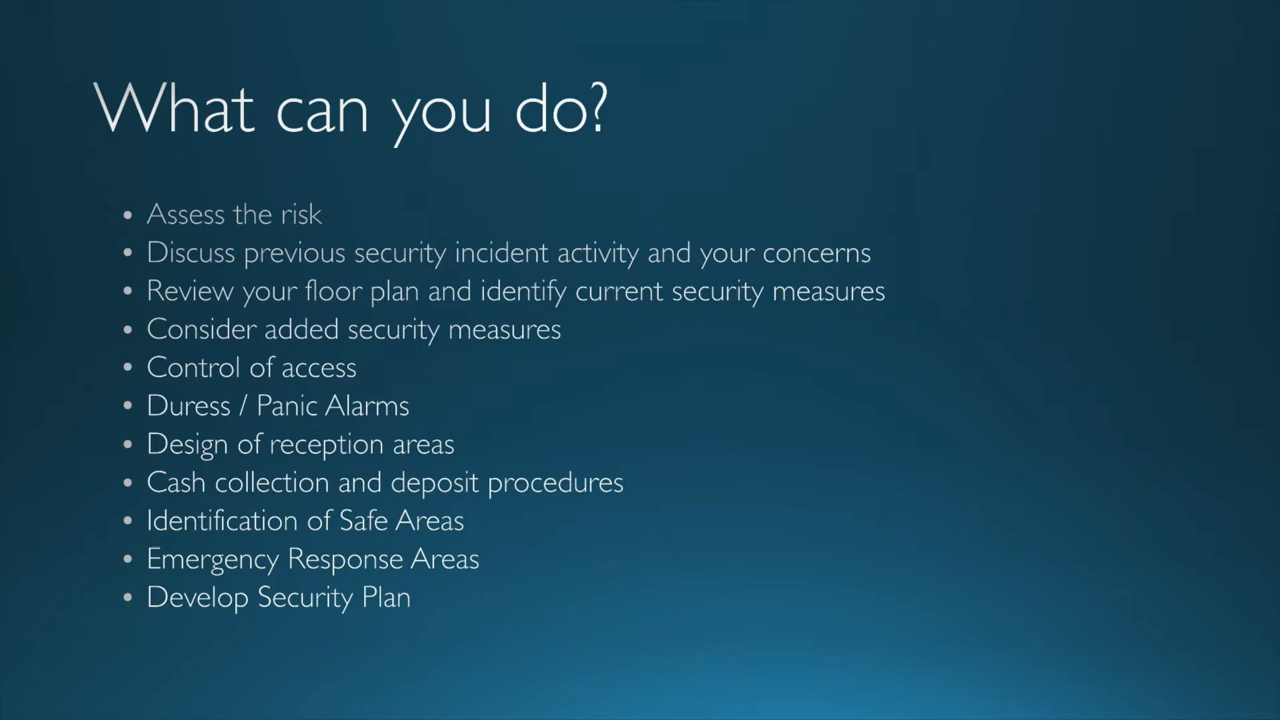 What can you do?
• Assess the risk
• Discuss previous security incident activity and your concerns
• Review your floor plan and identify current security measures
• Consider added security measures
• Control of access
• Duress / Panic Alarms
• Design of reception areas
• Cash collection and deposit procedures
• Identification of Safe Areas
• Emergency Response Areas
• Develop Security Plan